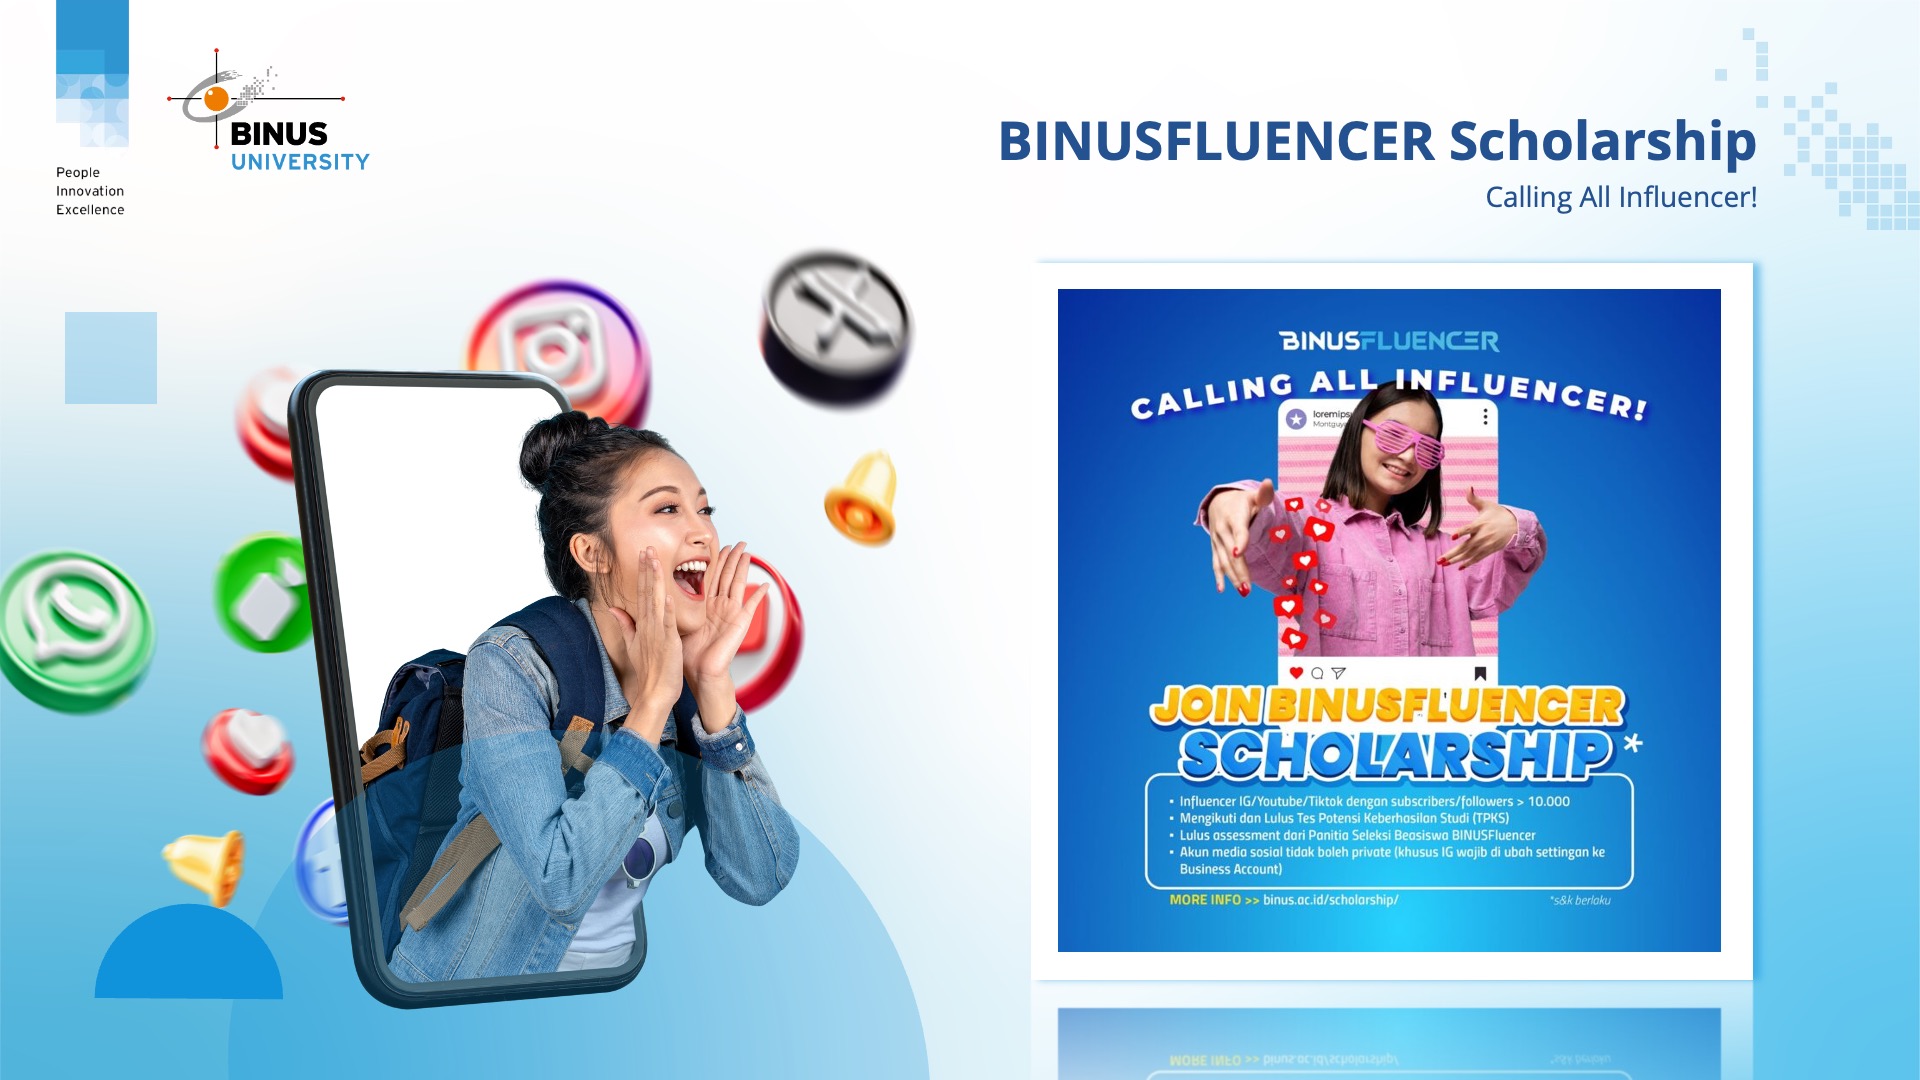 People
Innovation
Excellence
BINUS
UNIVERSITY
BINUSFLUENCER Scholarship
Calling All Influencer!
BINUSFLUENCER
CALLING ALL INFLUENCER!
JOIN BINUSFLUENCER
SCHOLARSHIP*
▪ Influencer IG/Youtube/Tiktok dengan subscribers/followers > 10.000
▪ Mengikuti dan Lulus Tes Potensi Keberhasilan Studi (TPKS)
▪ Lulus assessment dari Panitia Seleksi Beasiswa BINUSFluencer
▪ Akun media sosial tidak boleh private (khusus IG wajib di ubah settingan ke
Business Account)
MORE INFO >> binus.ac.id/scholarship/
*s&k berlaku